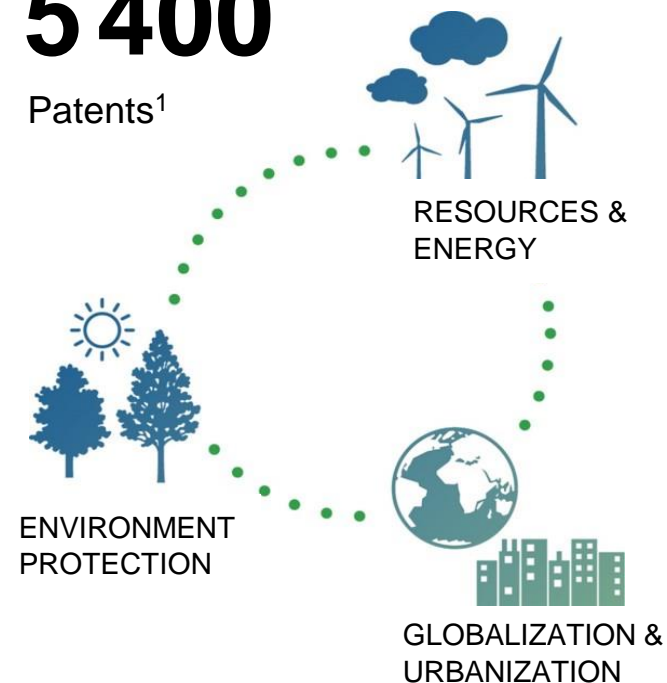 5 400
Patents¹
RESOURCES &
ENERGY
ENVIRONMENT
PROTECTION
GLOBALIZATION &
URBANIZATION